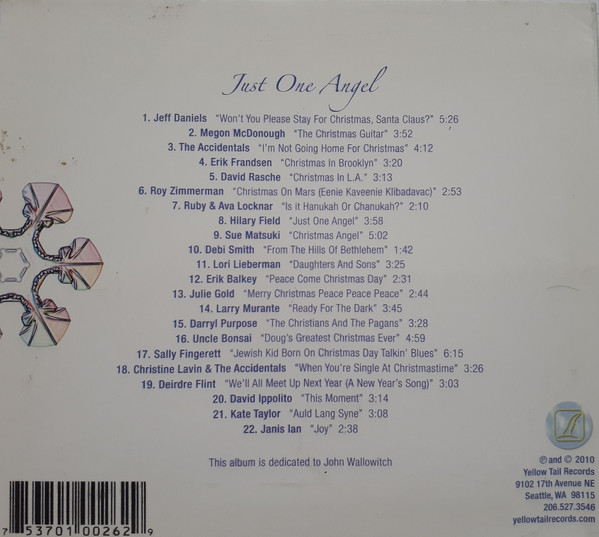 Just One Angel
1. Jeff Daniels "Won't You Please Stay For Christmas, Santa Claus?" 5:26
2. Megon McDonough "The Christmas Guitar" 3:52
3. The Accidentals "I'm Not Going Home For Christmas" 4:12
4. Erik Frandsen "Christmas In Brooklyn" 3:20
5. David Rasche "Christmas In L.A." 3:13
6. Roy Zimmerman "Christmas On Mars (Eenie Kaveenie Klibadavac) 2:53
7. Ruby & Ava Locknar "Is it Hanukah Or Chanukah?" 2:10
8. Hilary Field "Just One Angel" 3:58
9. Sue Matsuki "Christmas Angel" 5:02
10. Debi Smith "From The Hills Of Bethlehem" 1:42
11. Lori Lieberman "Daughters And Sons" 3:25
12. Erik Balkey "Peace Come Christmas Day" 2:31
13. Julie Gold "Merry Christmas Peace Peace Peace" 2:44
14. Larry Murante "Ready For The Dark" 3:45
15. Darryl Purpose "The Christians And The Pagans" 3:28
16. Uncle Bonsai "Doug's Greatest Christmas Ever" 4:59
17. Sally Fingerett "Jewish Kid Born On Christmas Day Talkin' Blues" 6:15
18. Christine Lavin & The Accidentals "When You're Single At Christmastime" 3:26
19. Deirdre Flint "We'll All Meet Up Next Year (A New Year's Song)" 3:03
20. David Ippolito "This Moment" 3:14
21. Kate Taylor "Auld Lang Syne" 3:08
22. Janis Ian "Joy" 2:38
This album is dedicated to John Wallowitch
℗ and © 2010
Yellow Tail Records
9102 17th Avenue NE
Seattle, WA 98115
206.527.3546
yellowtailrecords.com
7 53701 00262 9